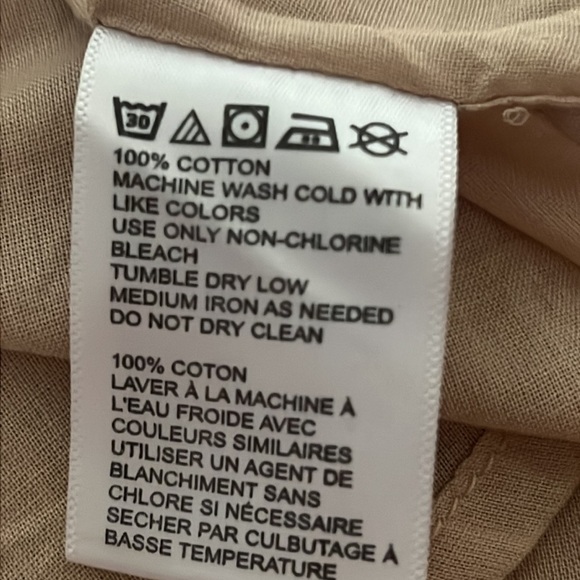 30
100% COTTON
MACHINE WASH COLD WITH
LIKE COLORS
USE ONLY NON-CHLORINE
BLEACH
TUMBLE DRY LOW
MEDIUM IRON AS NEEDED
DO NOT DRY CLEAN
100% COTON
LAVER À LA MACHINE À
L'EAU FROIDE AVEC
COULEURS SIMILAIRES
UTILISER UN AGENT DE
BLANCHIMENT SANS
CHLORE SI NÉCESSAIRE
SECHER PAR CULBUTAGE À
BASSE TEMPERATURE